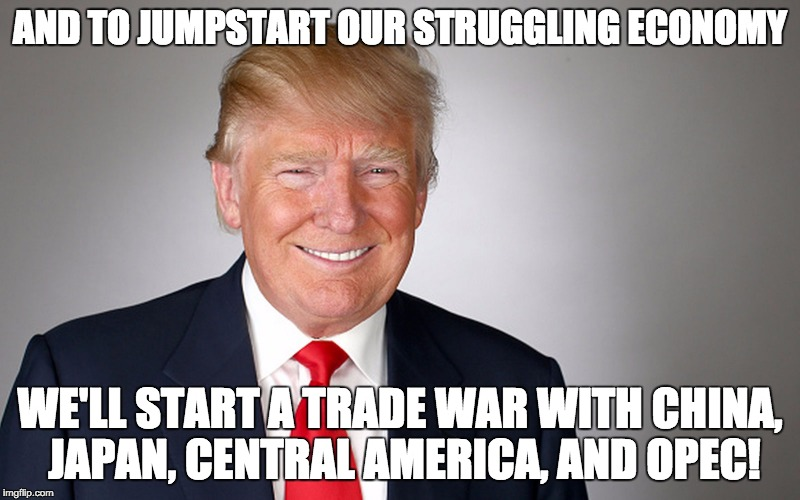 AND TO JUMPSTART OUR STRUGGLING ECONOMY
WE'LL START A TRADE WAR WITH CHINA,
JAPAN, CENTRAL AMERICA, AND OPEC!
imgflip.com